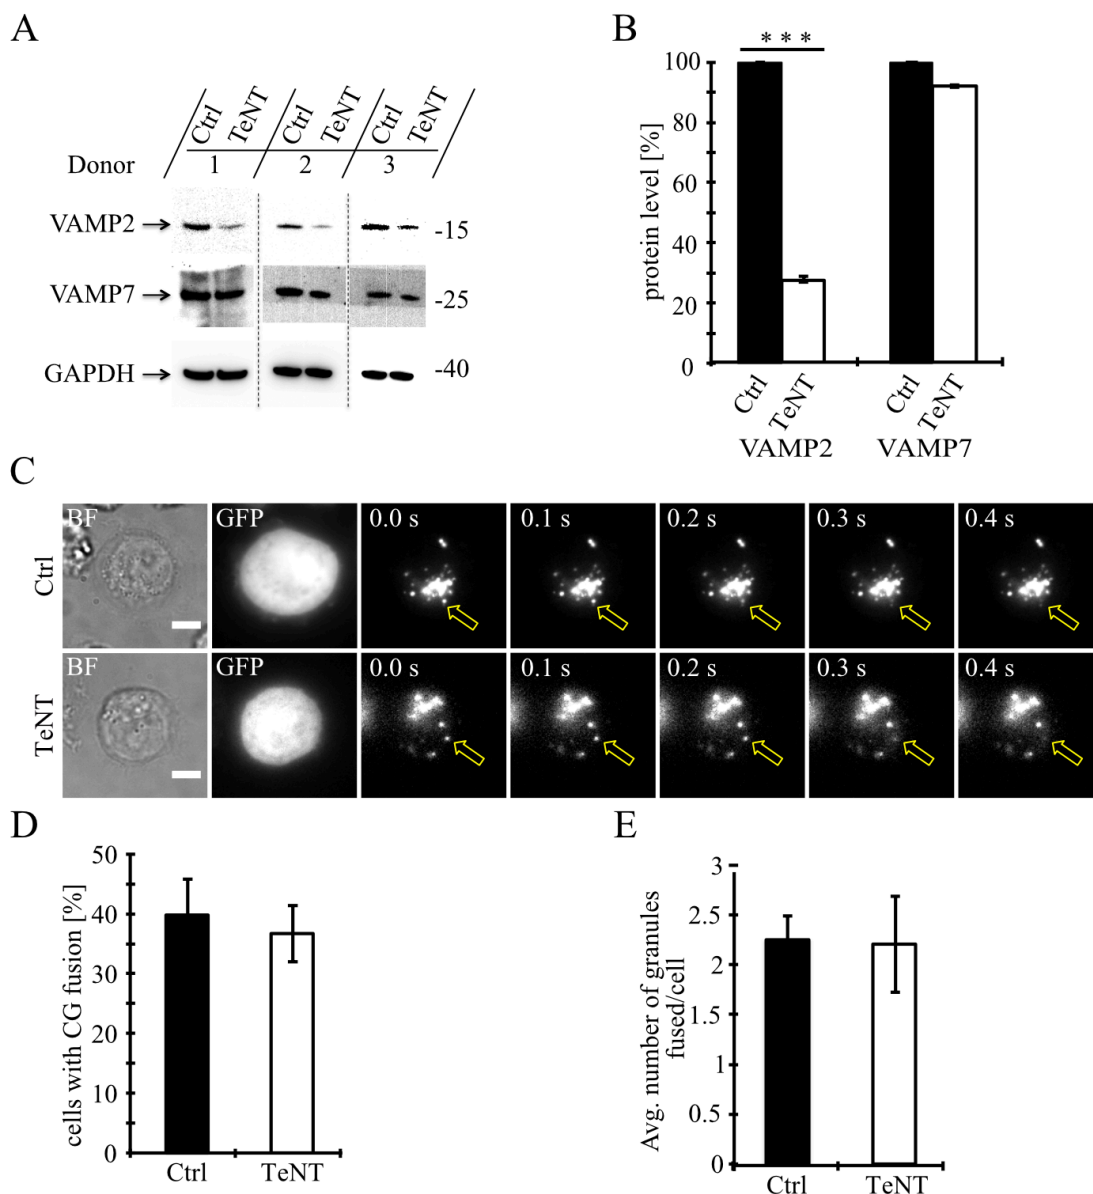 A
Ctrl TeNT Ctrl TeNT Ctrl TeNT
Donor 1 2 3
VAMP2 -15
VAMP7 -25
GAPDH -40
B
* * *
protein level [%]
100
80
60
40
20
0
Ctrl TeNT Ctrl TeNT
VAMP2 VAMP7
C
Ctrl
BF GFP 0.0 s 0.1 s 0.2 s 0.3 s 0.4 s
TeNT
BF GFP 0.0 s 0.1 s 0.2 s 0.3 s 0.4 s
D
cells with CG fusion [%]
50
40
30
20
10
0
Ctrl TeNT
E
Avg. number of granules
fused/cell
3
2.5
2
1.5
1
0.5
0
Ctrl TeNT